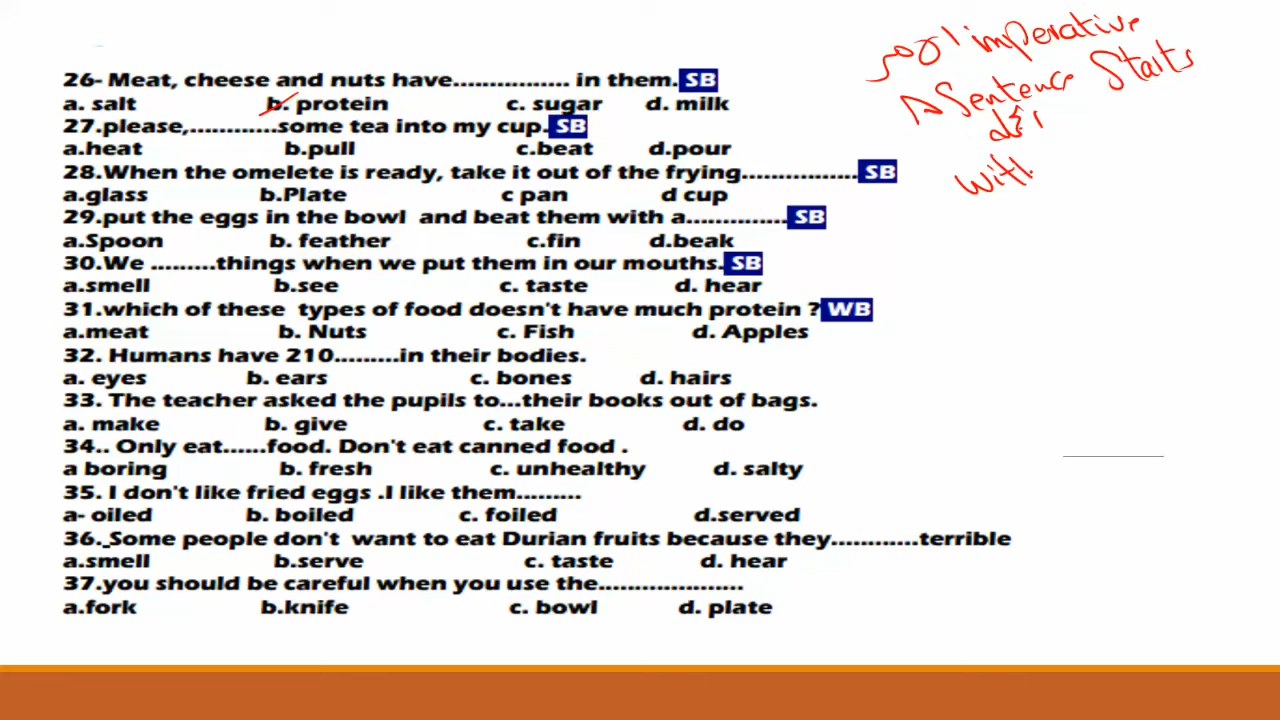 imperative
Sentence Starts
with
26- Meat, cheese and nuts have................ in them. SB
a. salt b. protein c. sugar d. milk
27.please,.............some tea into my cup. SB
a.heat b.pull c.beat d.pour
28.When the omelete is ready, take it out of the frying................. SB
a.glass b.Plate c pan d cup
29.put the eggs in the bowl and beat them with a.............. SB
a.Spoon b. feather c.fin d.beak
30.We .........things when we put them in our mouths. SB
a.smell b.see c. taste d. hear
31.which of these types of food doesn't have much protein ? WB
a.meat b. Nuts c. Fish d. Apples
32. Humans have 210.........in their bodies.
a. eyes b. ears c. bones d. hairs
33. The teacher asked the pupils to...their books out of bags.
a. make b. give c. take d. do
34.. Only eat......food. Don't eat canned food .
a boring b. fresh c. unhealthy d. salty
35. I don't like fried eggs .I like them.........
a- oiled b. boiled c. foiled d.served
36._Some people don't want to eat Durian fruits because they............terrible
a.smell b.serve c. taste d. hear
37.you should be careful when you use the....................
a.fork b.knife c. bowl d. plate